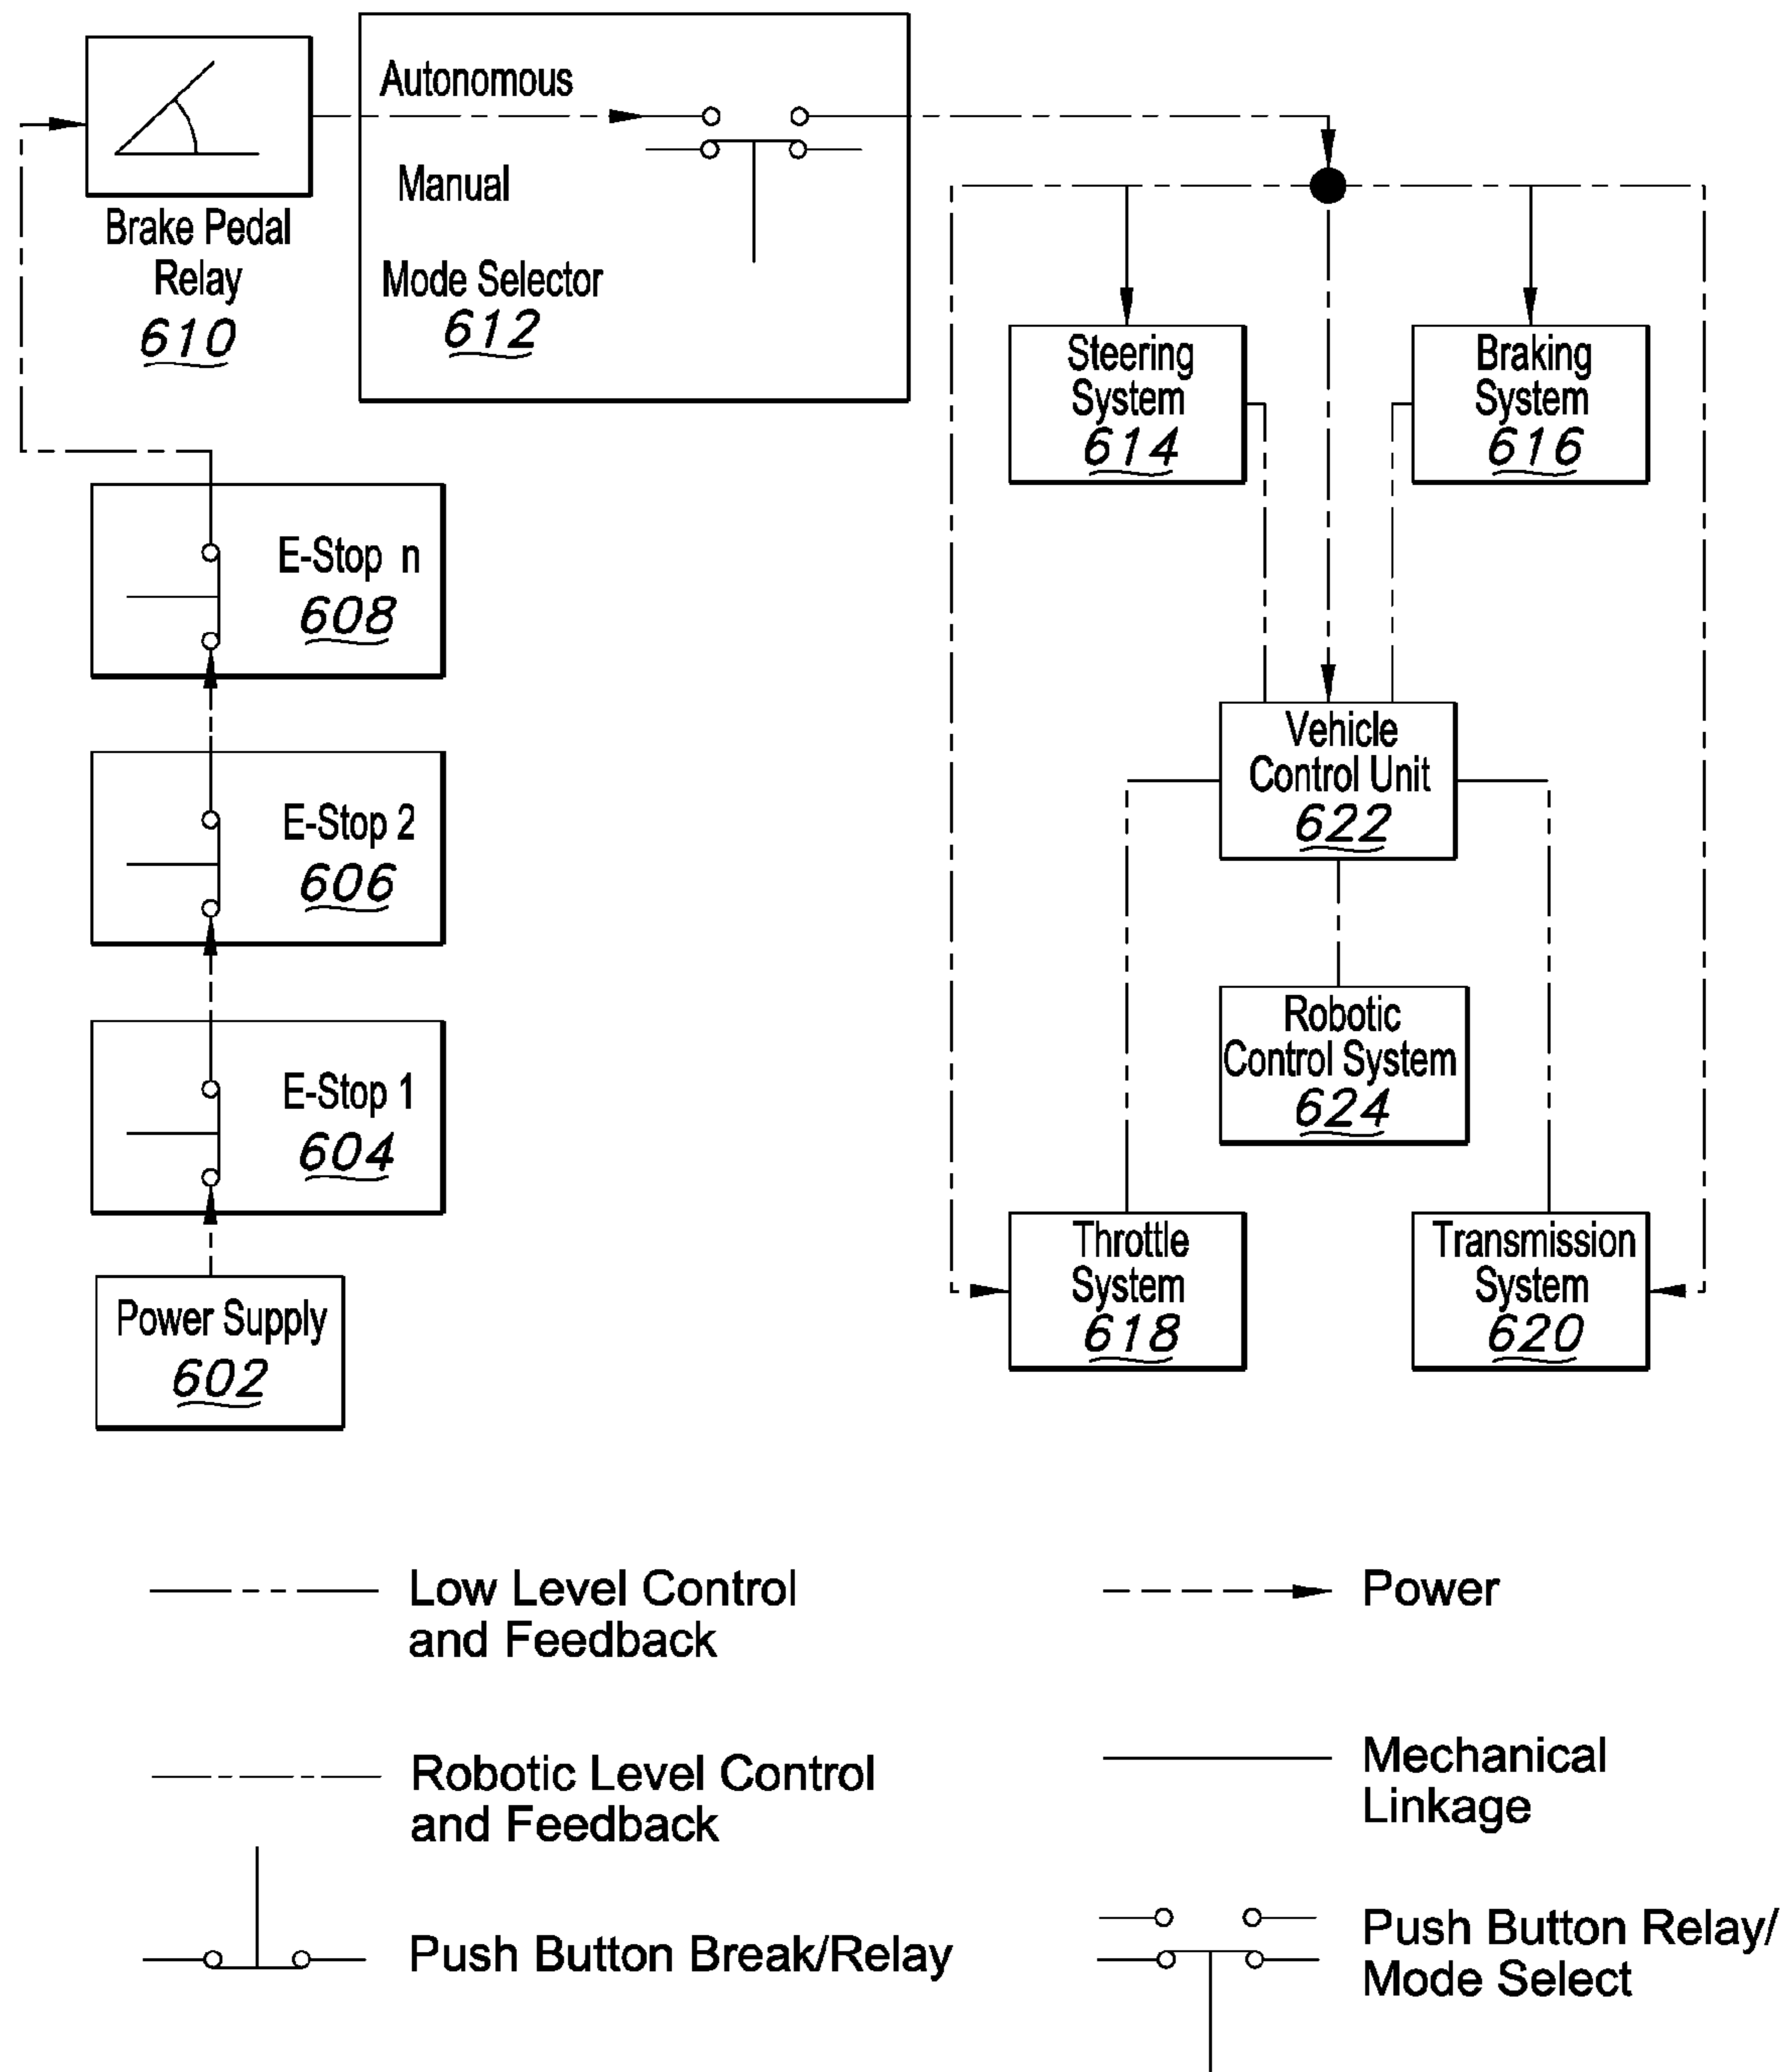 Autonomous
Manual
Mode Selector
612
Brake Pedal
Relay
610
Steering
System
614
Braking
System
616
E-Stop n
608
E-Stop 2
606
E-Stop 1
604
Power Supply
602
Vehicle
Control Unit
622
Robotic
Control System
624
Throttle
System
618
Transmission
System
620
Low Level Control
and Feedback
Power
Robotic Level Control
and Feedback
Mechanical
Linkage
Push Button Break/Relay
Push Button Relay/
Mode Select